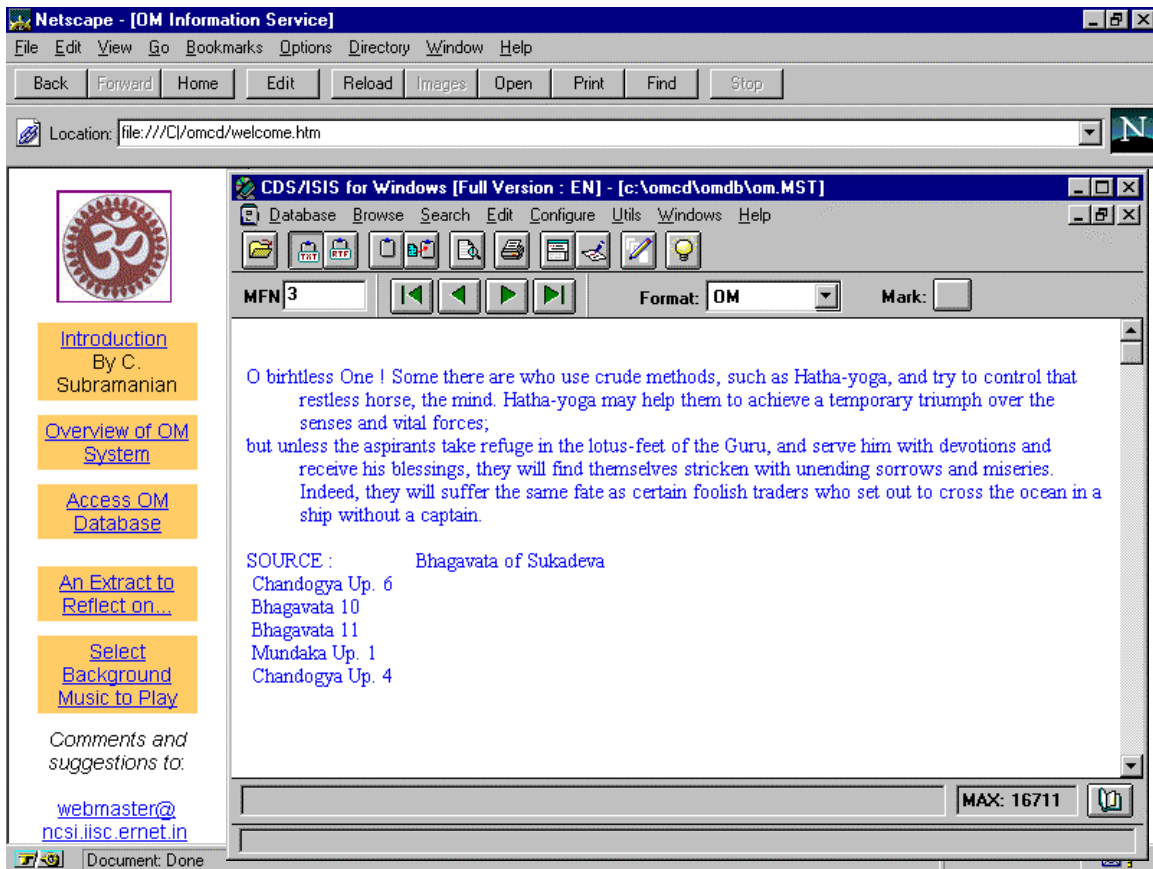 Netscape - [OM Information Service]
File Edit View Go Bookmarks Options Directory Window Help
Back Forward Home Edit Reload Images Open Print Find Stop
Location: file:///C|/omcd/welcome.htm
N
Introduction
By C.
Subramanian
Overview of OM
System
Access OM
Database
An Extract to
Reflect on...
Select
Background
Music to Play
Comments and
suggestions to:
webmaster@
ncsi.iisc.ernet.in
CDS/ISIS for Windows [Full Version : EN] - [c:\omcd\omdb\om.MST]
Database Browse Search Edit Configure Utils Windows Help
TXT RTF
MFN 3 Format: OM Mark:
O birhtless One ! Some there are who use crude methods, such as Hatha-yoga, and try to control that
restless horse, the mind. Hatha-yoga may help them to achieve a temporary triumph over the
senses and vital forces;
but unless the aspirants take refuge in the lotus-feet of the Guru, and serve him with devotions and
receive his blessings, they will find themselves stricken with unending sorrows and miseries.
Indeed, they will suffer the same fate as certain foolish traders who set out to cross the ocean in a
ship without a captain.
SOURCE : Bhagavata of Sukadeva
Chandogya Up. 6
Bhagavata 10
Bhagavata 11
Mundaka Up. 1
Chandogya Up. 4
MAX: 16711
Document: Done